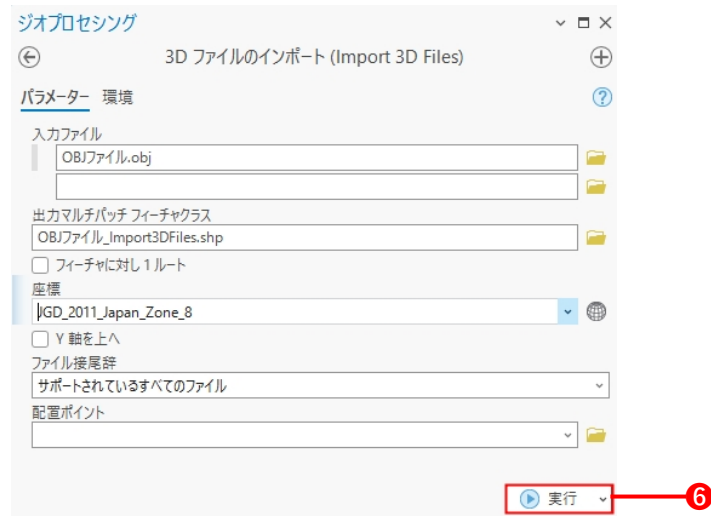 ジオプロセシング
3D ファイルのインポート (Import 3D Files)
パラメーター 環境
入力ファイル
OBJファイル.obj
出力マルチパッチ フィーチャクラス
OBJファイル_Import3DFiles.shp
フィーチャに対し 1 ルート
座標
JGD_2011_Japan_Zone_8
Y 軸を上へ
ファイル接尾辞
サポートされているすべてのファイル
配置ポイント
実行
6